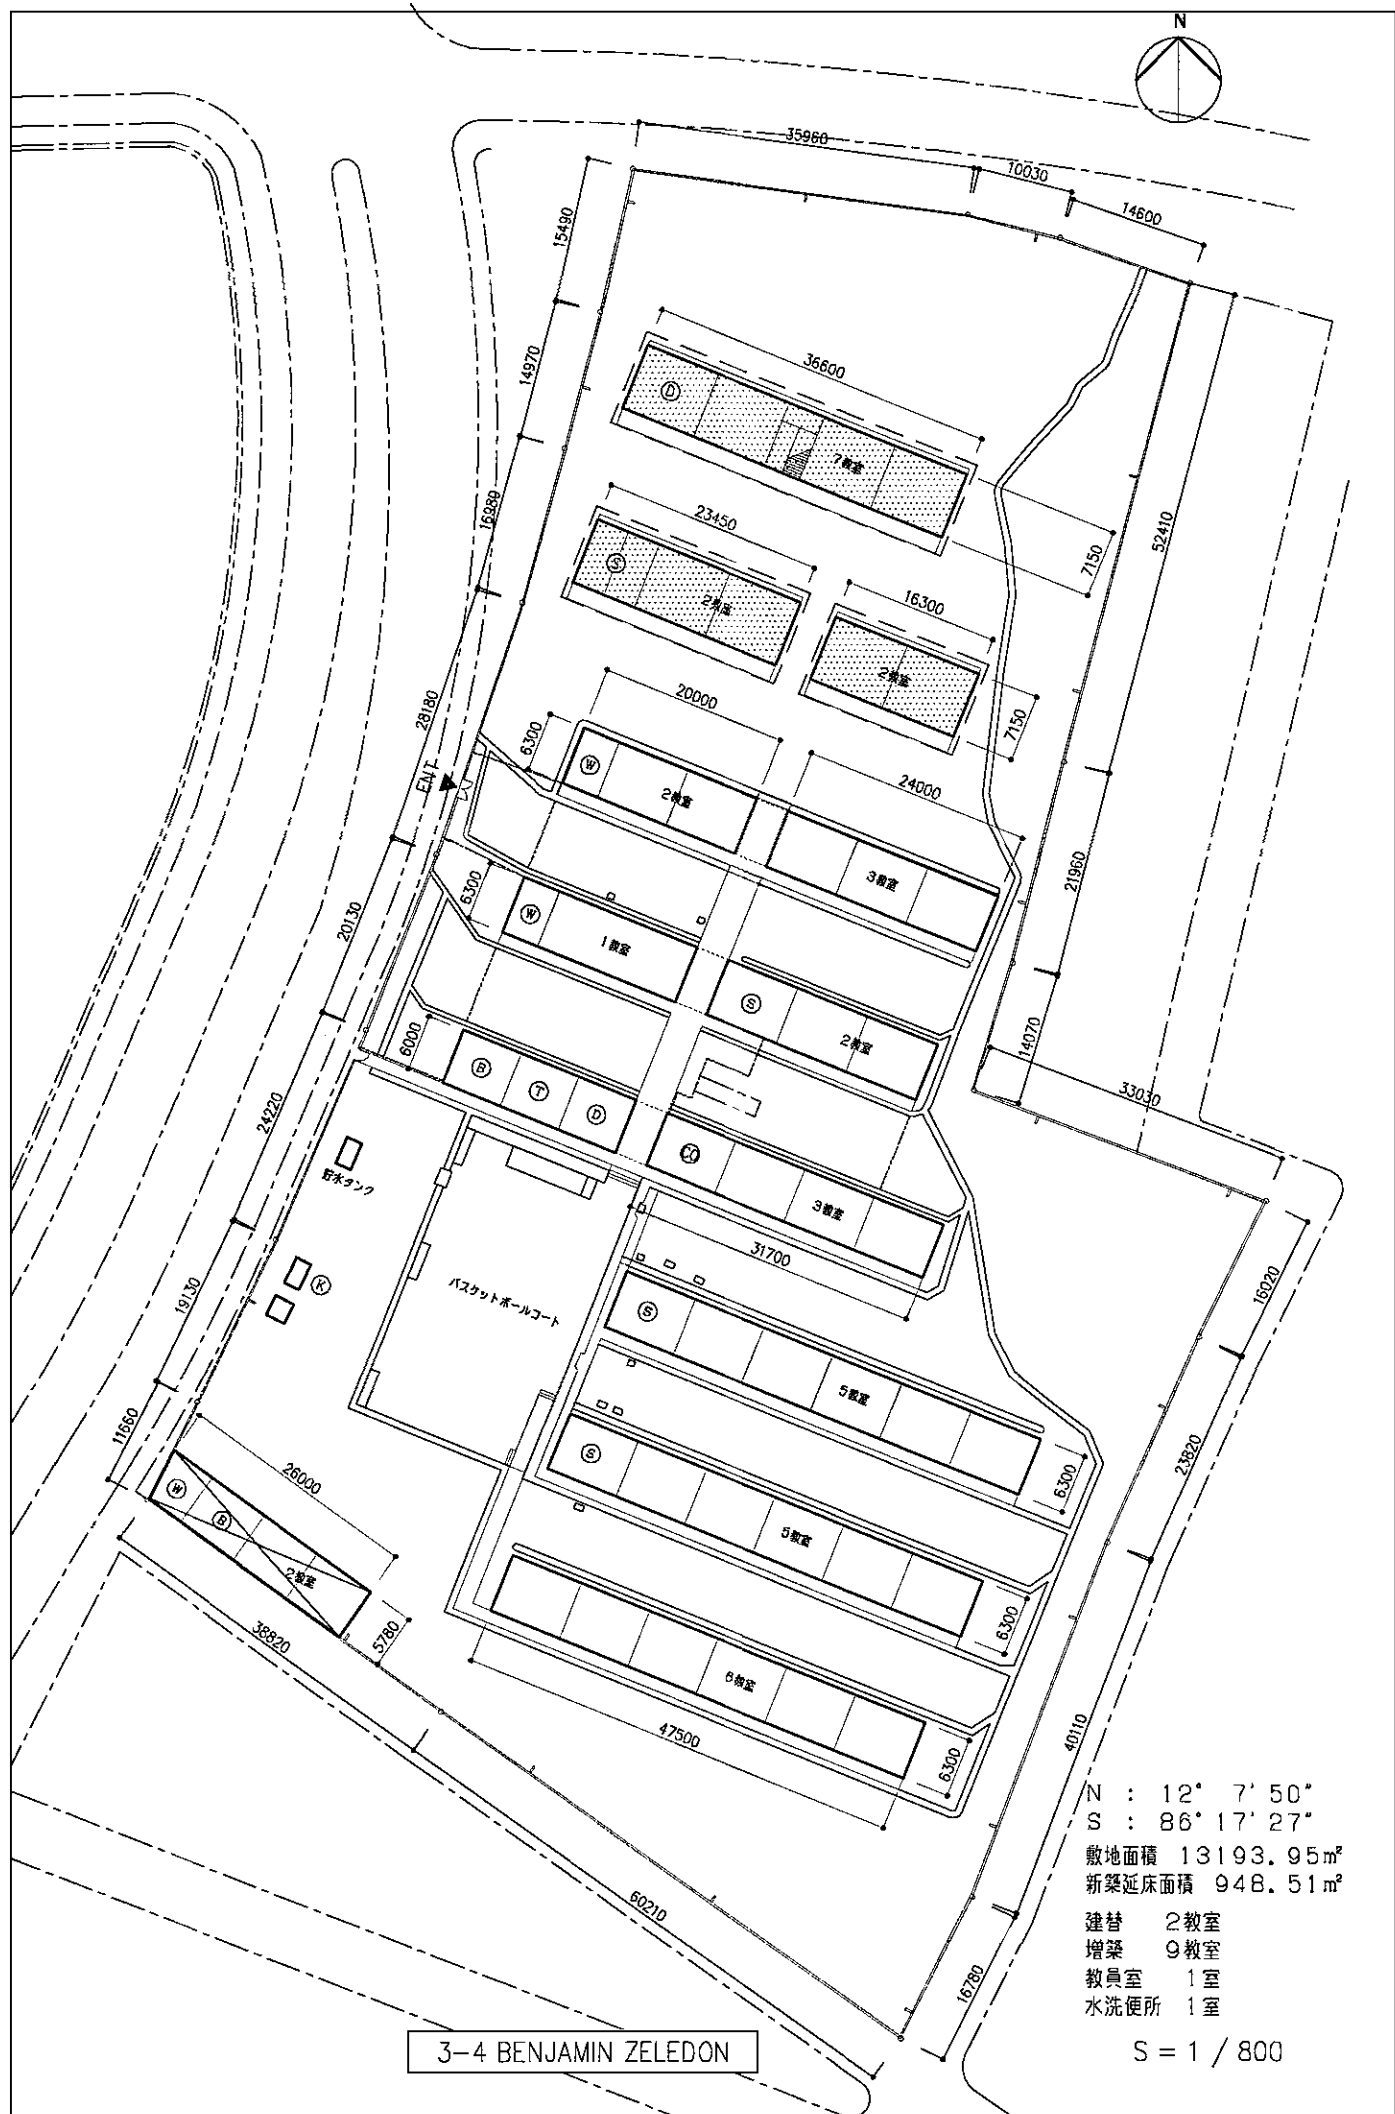 N
35960
10030
14600
15490
14970
36600
D
7教室
16980
52410
7150
23450
S
2教室
16300
2教室
7150
28180
20000
6300
ENT
W
2教室
24000
3教室
21960
6300
W
1教室
20130
S
2教室
14070
6000
B
T
D
33030
24220
CO
3教室
貯水タンク
31700
16020
19130
K
バスケットボールコート
S
5教室
23820
11660
6300
26000
S
W
B
5教室
2教室
6300
38820
5780
6教室
47500
6300
40110
N : 12° 7' 50"
S : 86° 17' 27"
敷地面積 13193.95㎡
新築延床面積 948.51㎡
60210
建替 2教室
増築 9教室
教員室 1室
水洗便所 1室
16780
3-4 BENJAMIN ZELEDON
S = 1 / 800